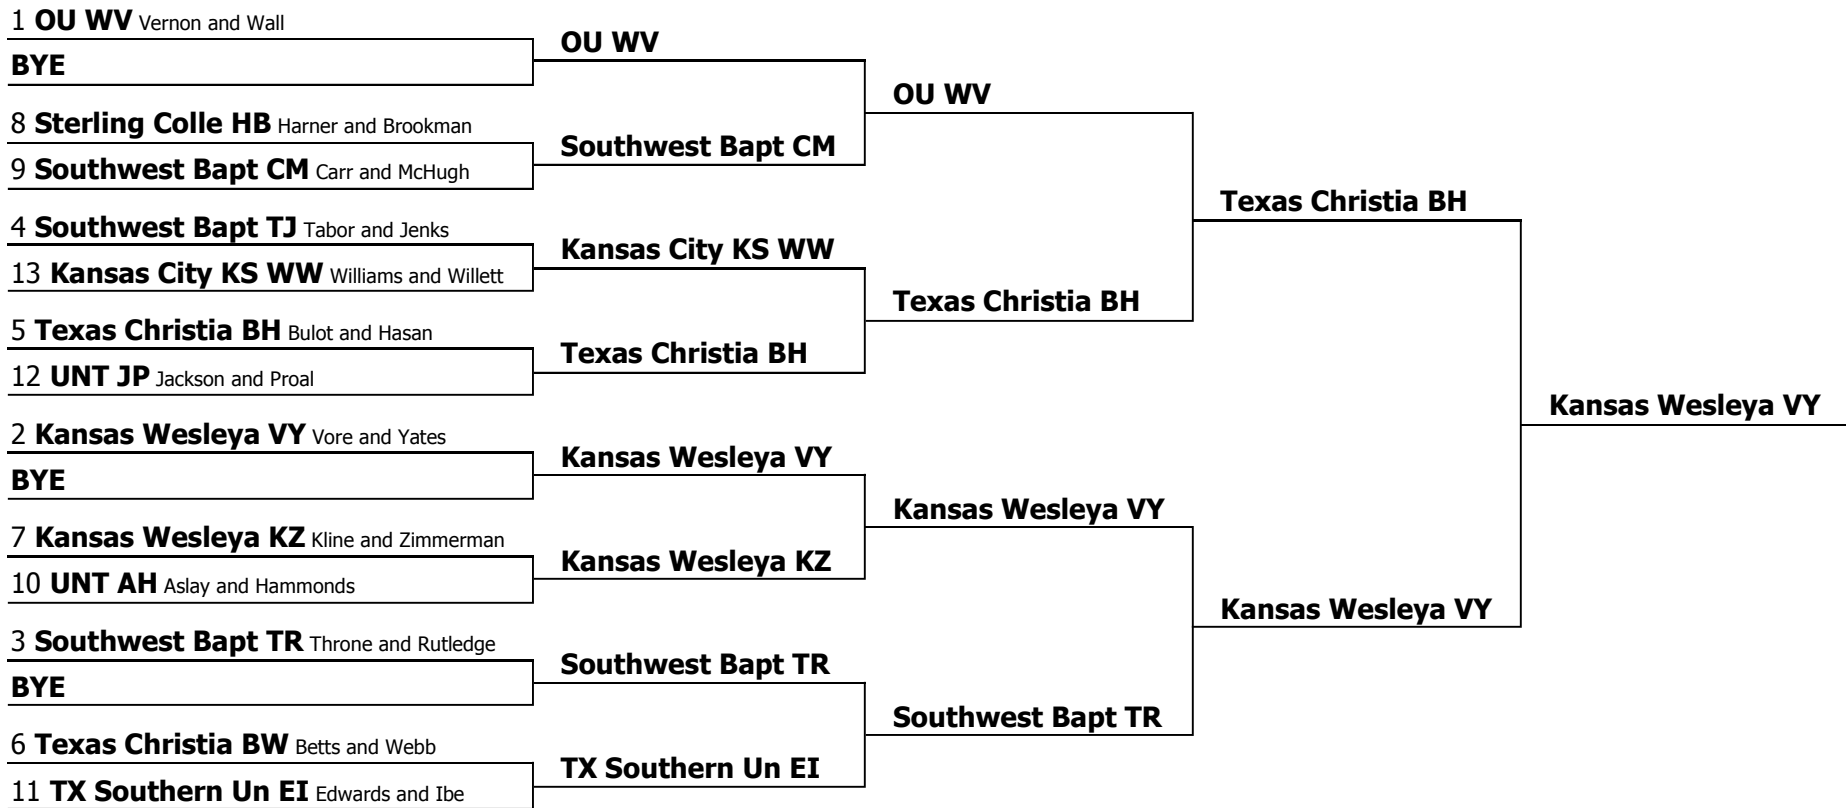 1 OU WV Vernon and Wall
BYE
8 Sterling Colle HB Harner and Brookman
9 Southwest Bapt CM Carr and McHugh
4 Southwest Bapt TJ Tabor and Jenks
13 Kansas City KS WW Williams and Willett
5 Texas Christia BH Bulot and Hasan
12 UNT JP Jackson and Proal
2 Kansas Wesleya VY Vore and Yates
BYE
7 Kansas Wesleya KZ Kline and Zimmerman
10 UNT AH Aslay and Hammonds
3 Southwest Bapt TR Throne and Rutledge
BYE
6 Texas Christia BW Betts and Webb
11 TX Southern Un EI Edwards and Ibe
OU WV
Southwest Bapt CM
Kansas City KS WW
Texas Christia BH
Kansas Wesleya VY
Kansas Wesleya KZ
Southwest Bapt TR
TX Southern Un EI
OU WV
Texas Christia BH
Kansas Wesleya VY
Southwest Bapt TR
Texas Christia BH
Kansas Wesleya VY
Kansas Wesleya VY